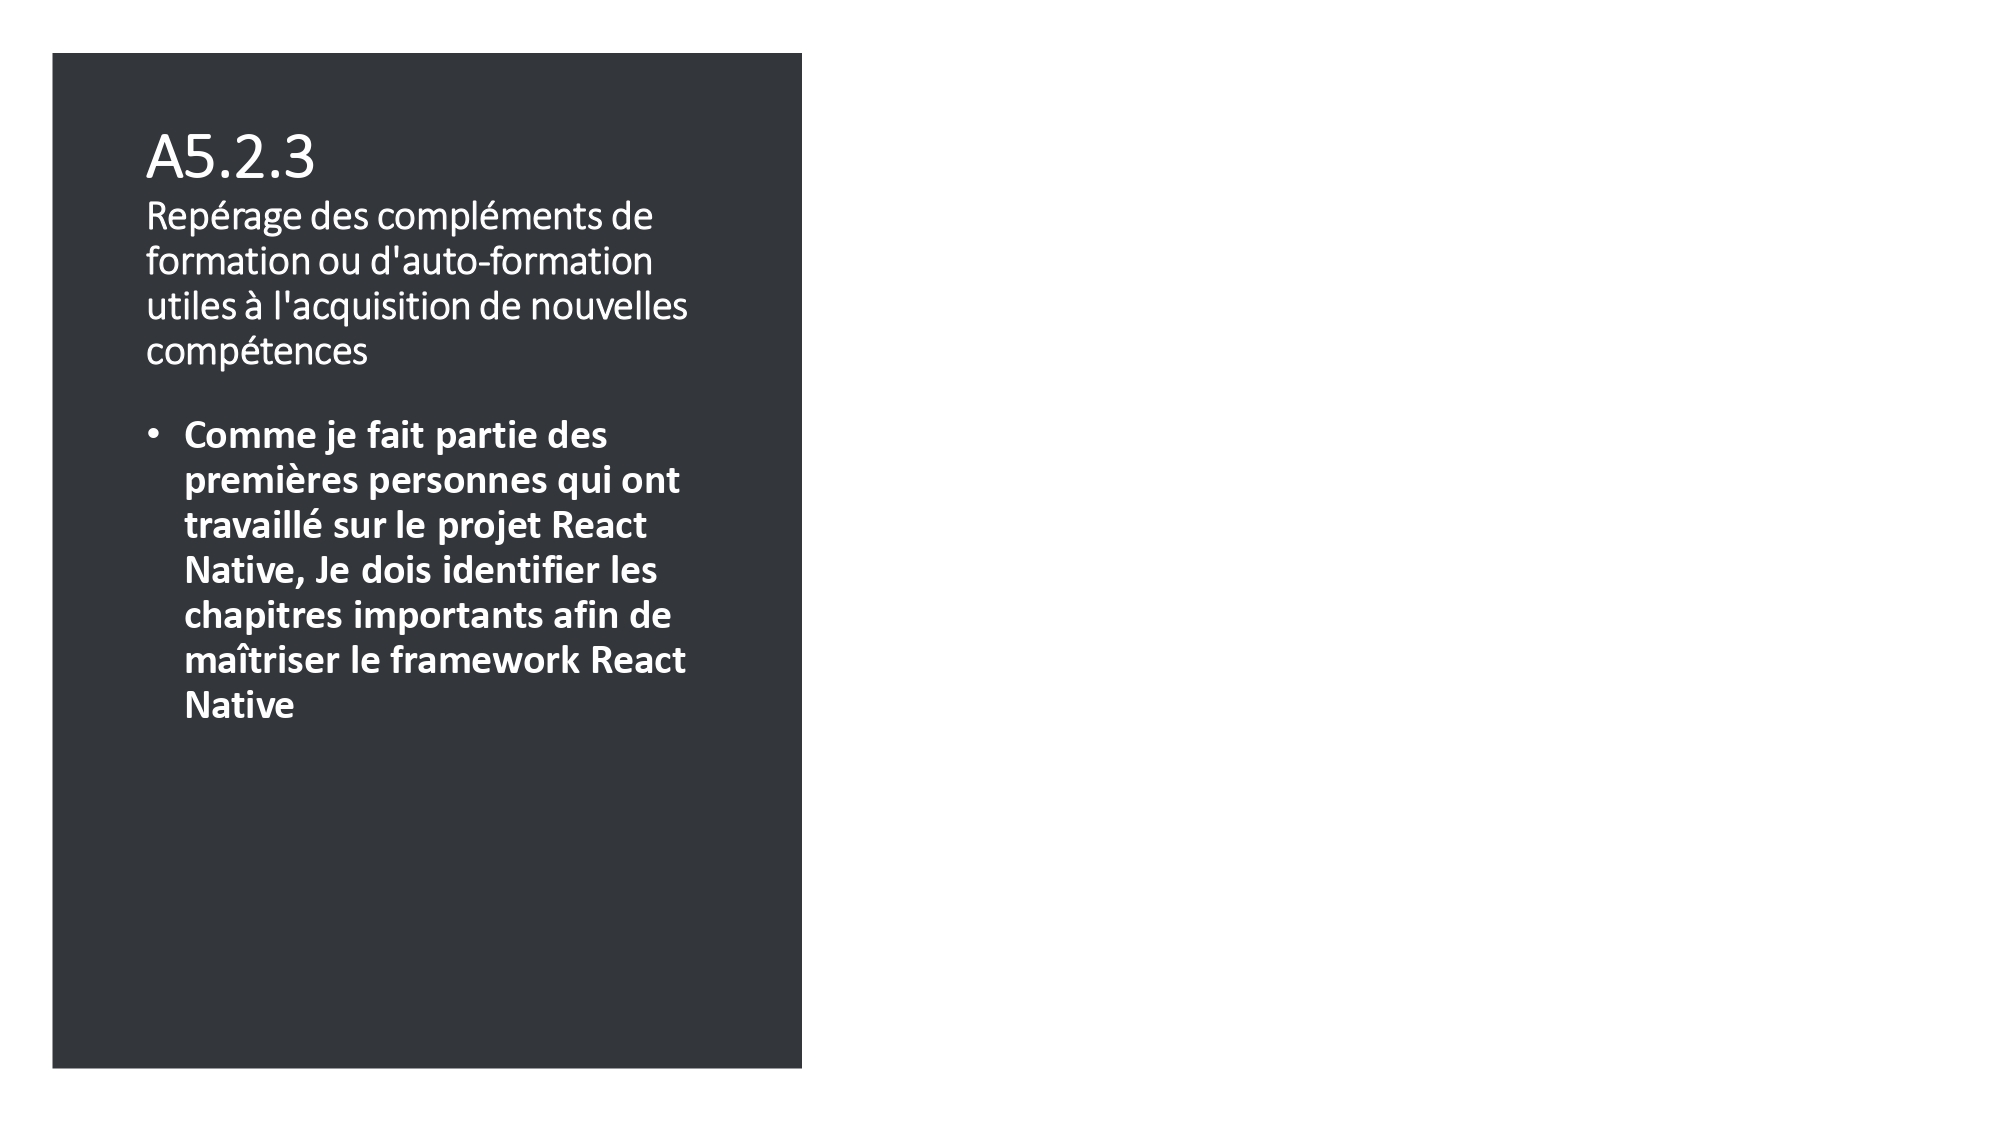 A5.2.3
Repérage des compléments de
formation ou d'auto-formation
utiles à l'acquisition de nouvelles
compétences
• Comme je fait partie des
premières personnes qui ont
travaillé sur le projet React
Native, Je dois identifier les
chapitres importants afin de
maîtriser le framework React
Native